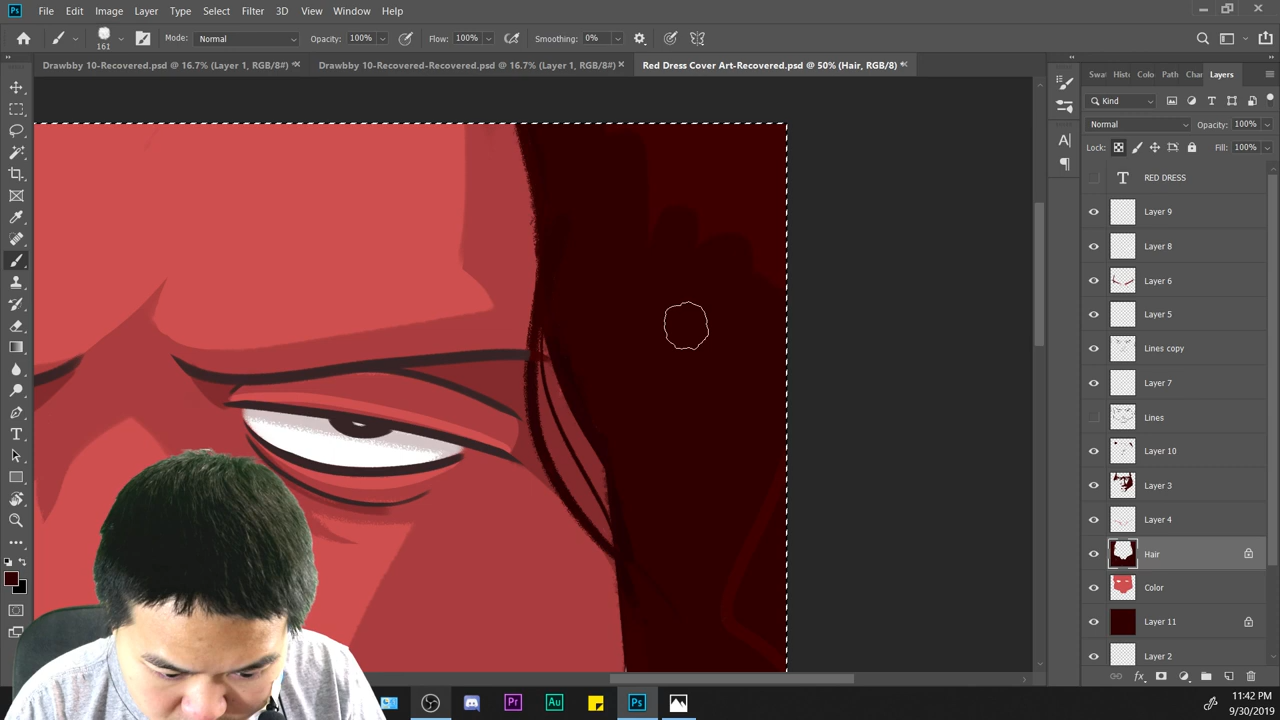 Ps File Edit Image Layer Type Select Filter 3D View Window Help
161 Mode: Normal Opacity: 100% Flow: 100% Smoothing: 0%
Drawbby 10-Recovered.psd @ 16.7% (Layer 1, RGB/8#) * Drawbby 10-Recovered-Recovered.psd @ 16.7% (Layer 1, RGB/8#) Red Dress Cover Art-Recovered.psd @ 50% (Hair, RGB/8) *
Swa Hist Colo Path Char Layers
Kind
Normal Opacity: 100%
Lock: Fill: 100%
T RED DRESS
Layer 9
Layer 8
Layer 6
Layer 5
Lines copy
Layer 7
Lines
Layer 10
Layer 3
Layer 4
Hair
Color
Layer 11
Layer 2
fx
Pr Au Ps
11:42 PM
9/30/2019